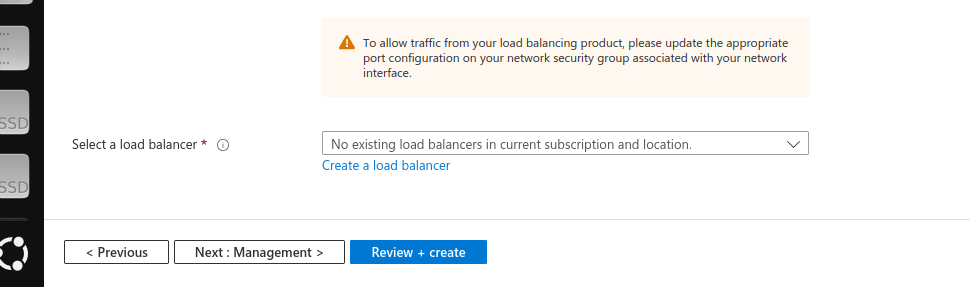 ...
...
SSD
SSD
To allow traffic from your load balancing product, please update the appropriate
port configuration on your network security group associated with your network
interface.
Select a load balancer *
No existing load balancers in current subscription and location.
Create a load balancer
< Previous
Next : Management >
Review + create